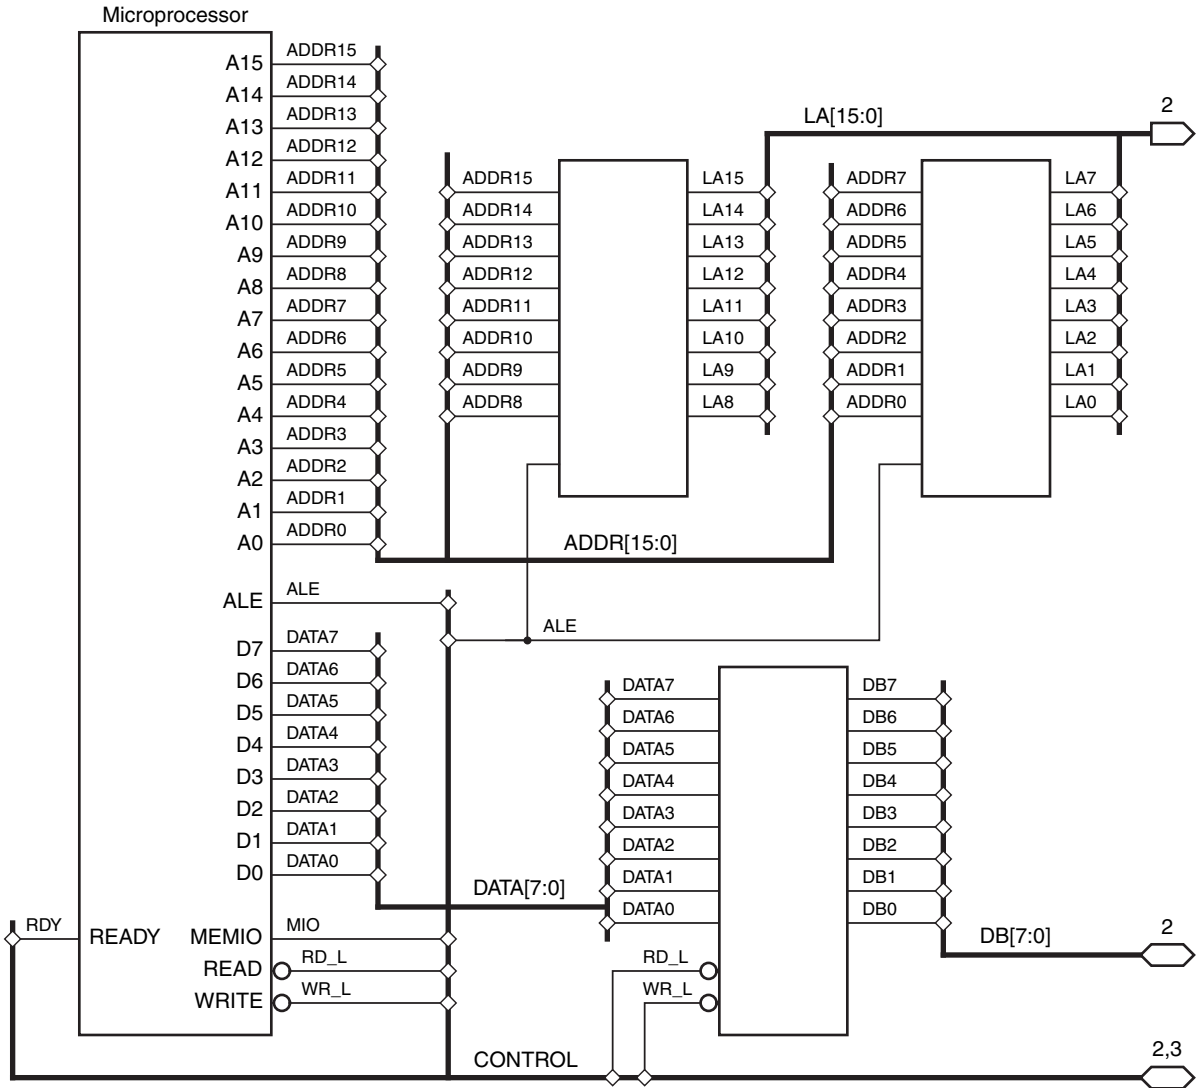 Microprocessor
A15 ADDR15
A14 ADDR14
A13 ADDR13
A12 ADDR12
A11 ADDR11
A10 ADDR10
A9 ADDR9
A8 ADDR8
A7 ADDR7
A6 ADDR6
A5 ADDR5
A4 ADDR4
A3 ADDR3
A2 ADDR2
A1 ADDR1
A0 ADDR0
ALE ALE
D7 DATA7
D6 DATA6
D5 DATA5
D4 DATA4
D3 DATA3
D2 DATA2
D1 DATA1
D0 DATA0
RDY READY MEMIO MIO
READ RD_L
WRITE WR_L
LA[15:0] 2
ADDR15 LA15
ADDR14 LA14
ADDR13 LA13
ADDR12 LA12
ADDR11 LA11
ADDR10 LA10
ADDR9 LA9
ADDR8 LA8
ADDR7 LA7
ADDR6 LA6
ADDR5 LA5
ADDR4 LA4
ADDR3 LA3
ADDR2 LA2
ADDR1 LA1
ADDR0 LA0
ADDR[15:0]
ALE
DATA7 DB7
DATA6 DB6
DATA5 DB5
DATA4 DB4
DATA3 DB3
DATA2 DB2
DATA1 DB1
DATA0 DB0
DATA[7:0]
DB[7:0] 2
RD_L
WR_L
CONTROL 2,3